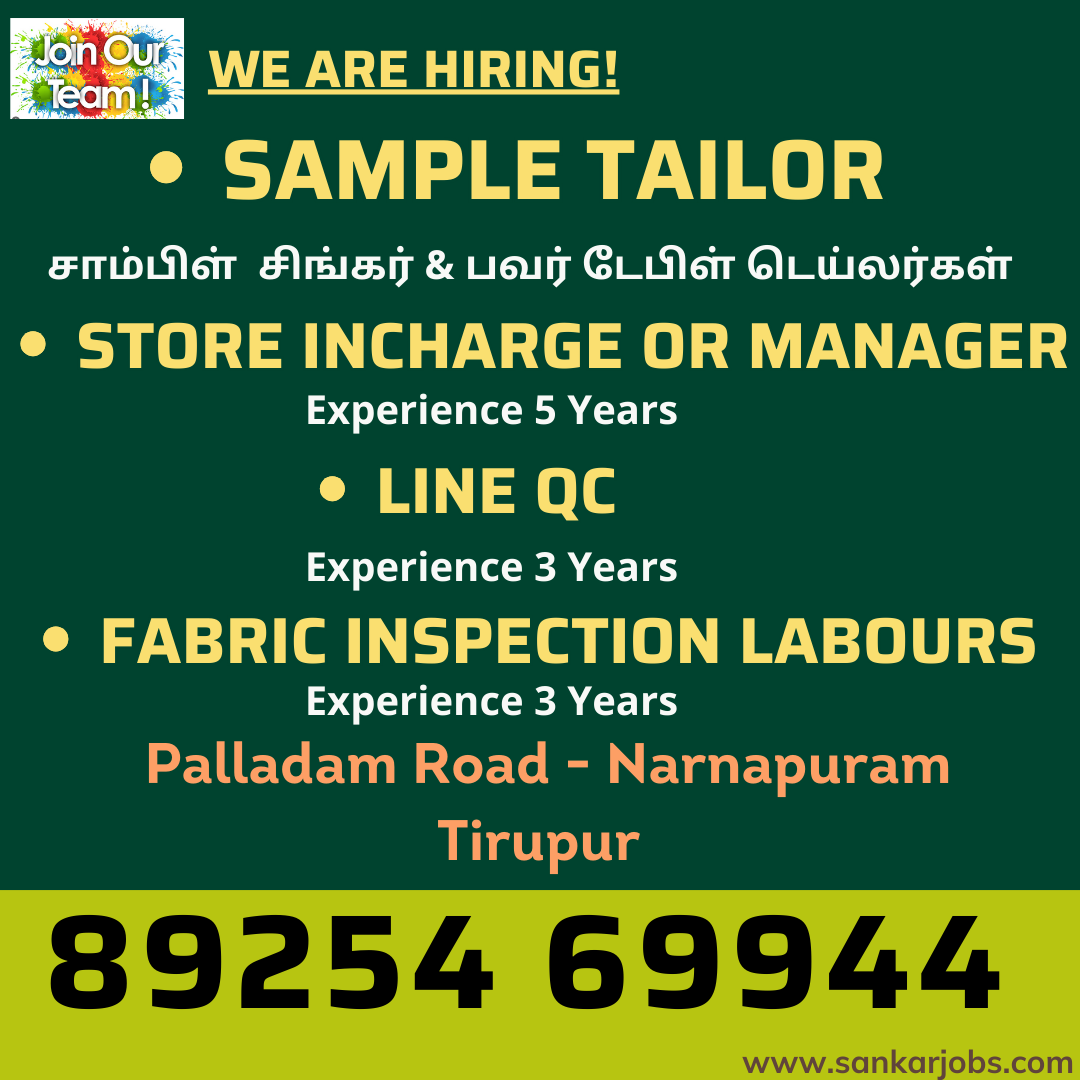 Join Our
Team !
WE ARE HIRING!
• SAMPLE TAILOR
சாம்பிள் சிங்கர் & பவர் டேபிள் டெய்லர்கள்
• STORE INCHARGE OR MANAGER
Experience 5 Years
• LINE QC
Experience 3 Years
• FABRIC INSPECTION LABOURS
Experience 3 Years
Palladam Road - Narnapuram
Tirupur
89254 69944
www.sankarjobs.com